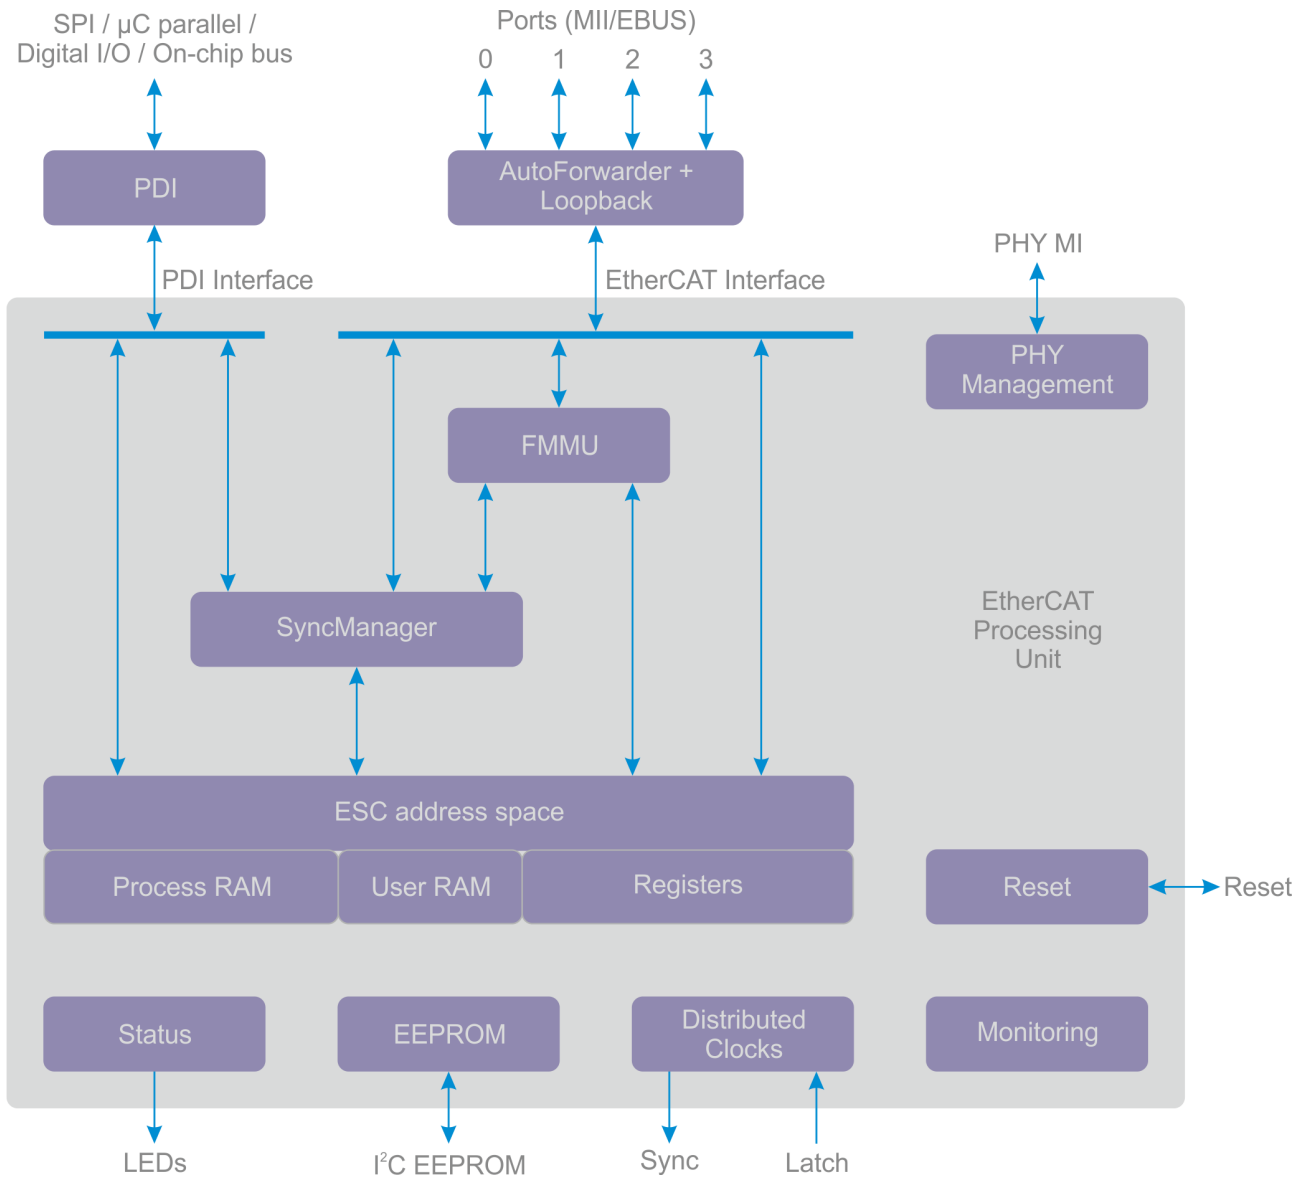 SPI / µC parallel /
Digital I/O / On-chip bus
Ports (MII/EBUS)
0 1 2 3
PDI
AutoForwarder +
Loopback
PHY MI
PDI Interface
EtherCAT Interface
PHY
Management
FMMU
EtherCAT
Processing
Unit
SyncManager
ESC address space
Process RAM
User RAM
Registers
Reset
Reset
Status
EEPROM
Distributed
Clocks
Monitoring
LEDs
I²C EEPROM
Sync
Latch